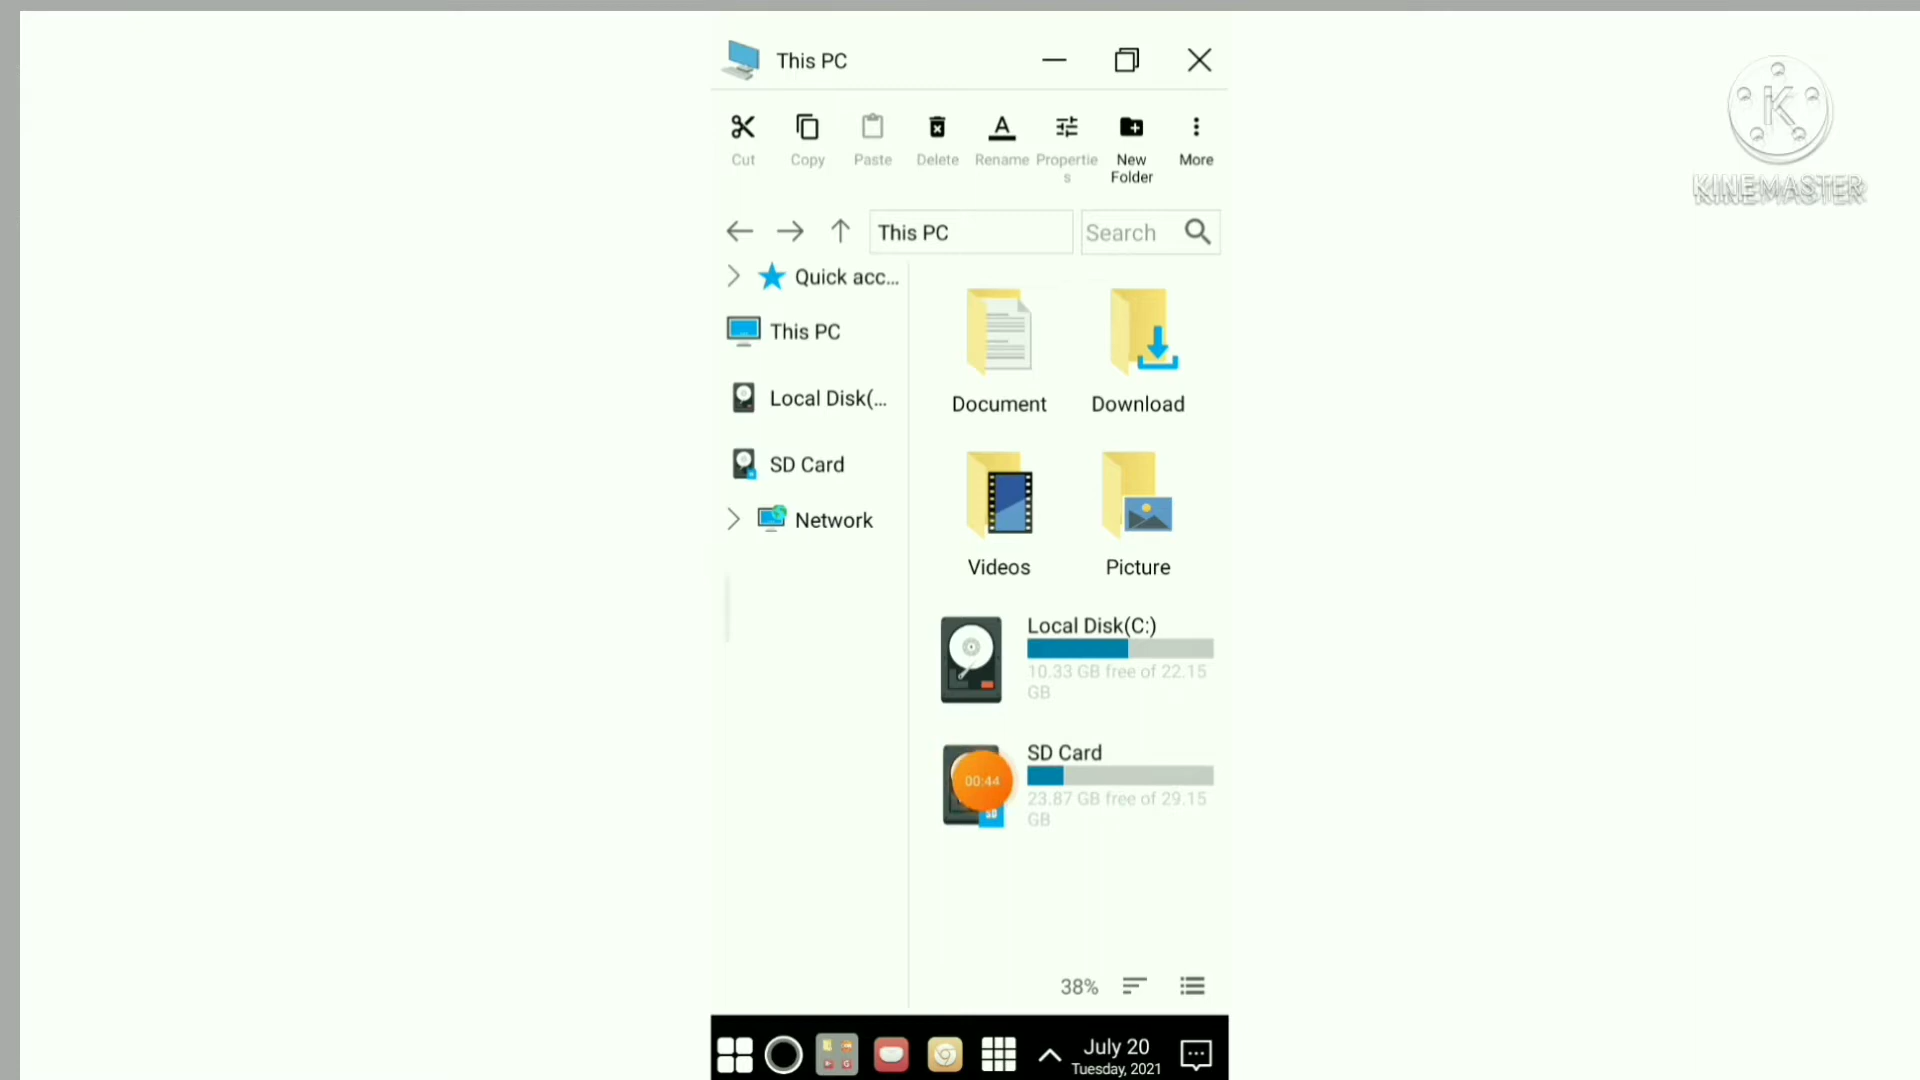 This PC
KINEMASTER
Cut Copy Paste Delete Rename Propertie New More
s Folder
This PC Search
Quick acc...
This PC
Local Disk(...
SD Card
Network
Document Download
Videos Picture
Local Disk(C:)
10.33 GB free of 22.15
GB
SD Card
00:44
23.87 GB free of 29.15
GB
38%
July 20
Tuesday, 2021